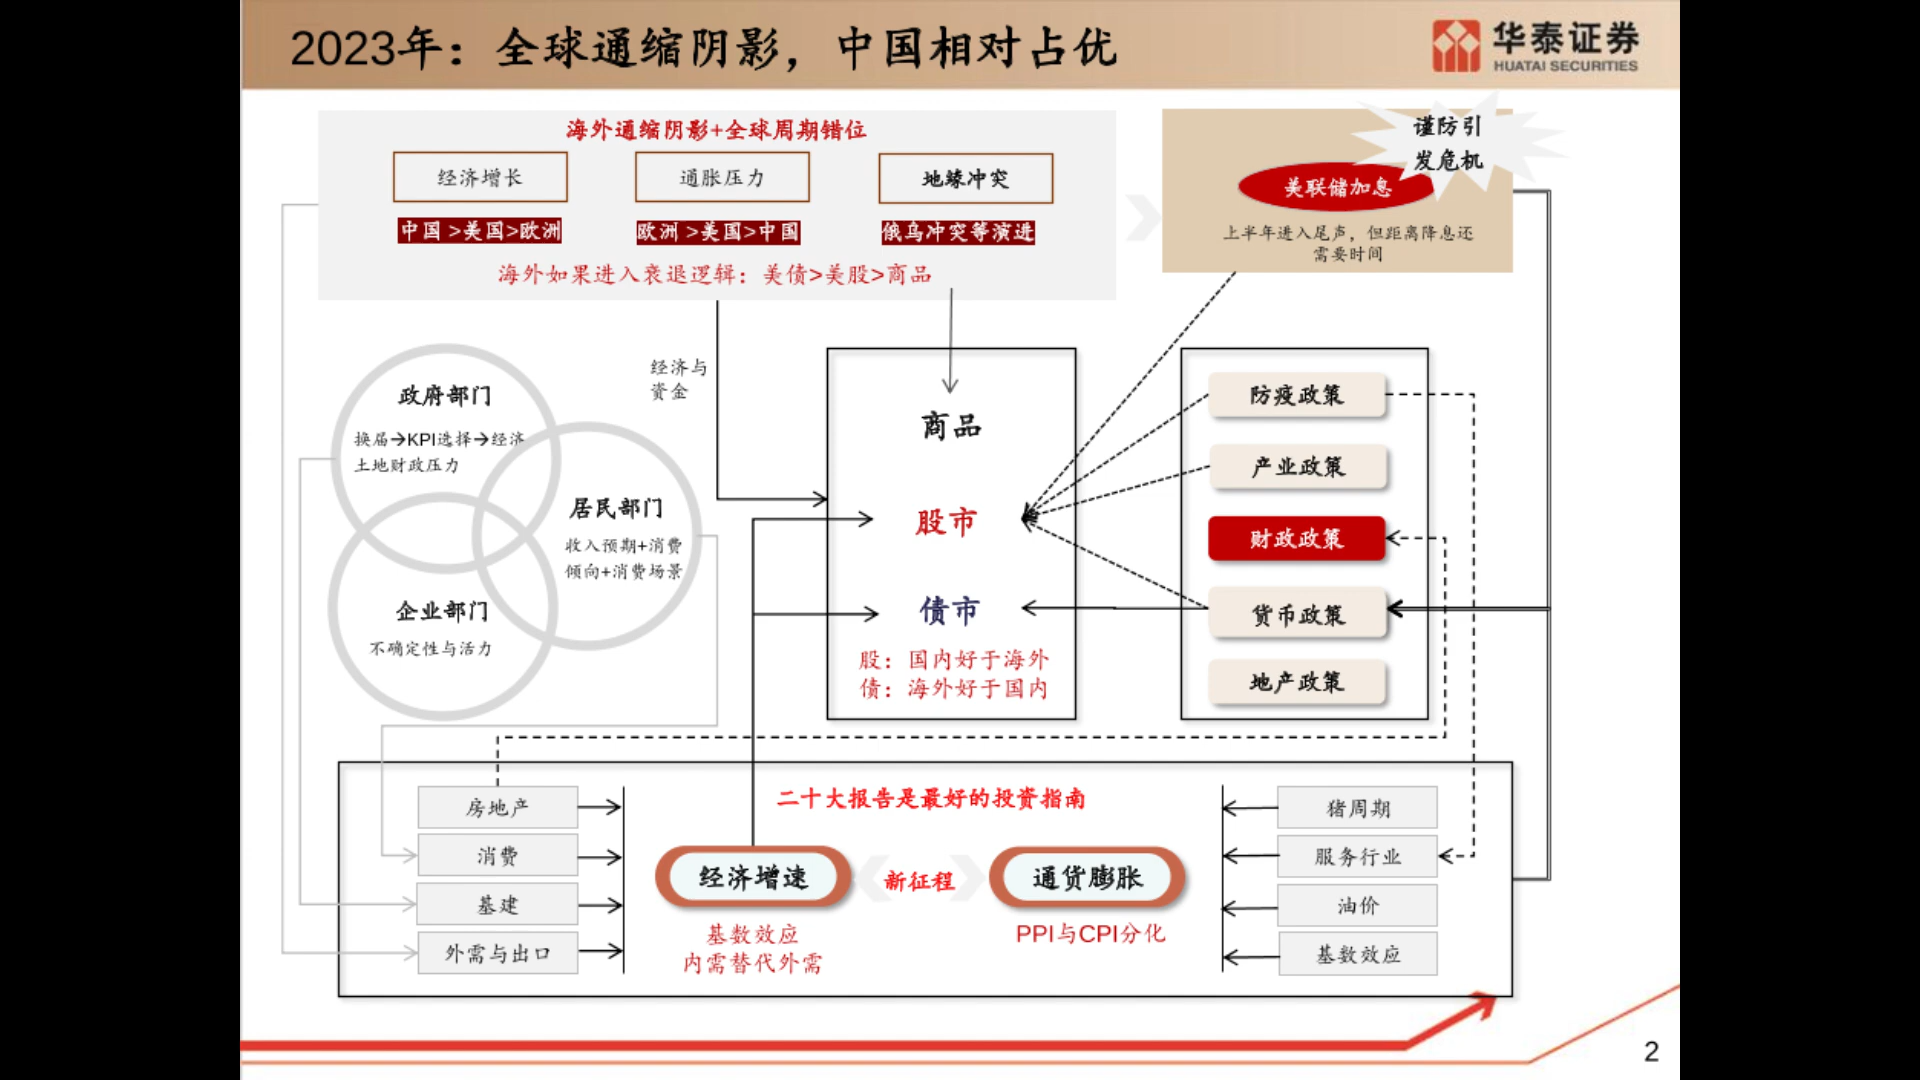 2023年：全球通缩阴影，中国相对占优
华泰证券
HUATAI SECURITIES
海外通缩阴影+全球周期错位
经济增长
通胀压力
地缘冲突
中国 >美国>欧洲
欧洲 >美国>中国
俄乌冲突等演进
海外如果进入衰退逻辑：美债>美股>商品
谨防引
发危机
美联储加息
上半年进入尾声，但距离降息还
需要时间
政府部门
换届→KPI选择→经济
土地财政压力
居民部门
收入预期+消费
倾向+消费场景
企业部门
不确定性与活力
经济与
资金
商品
股市
债市
股：国内好于海外
债：海外好于国内
防疫政策
产业政策
财政政策
货币政策
地产政策
二十大报告是最好的投资指南
房地产
消费
基建
外需与出口
经济增速
新征程
通货膨胀
基数效应
内需替代外需
PPI与CPI分化
猪周期
服务行业
油价
基数效应
2